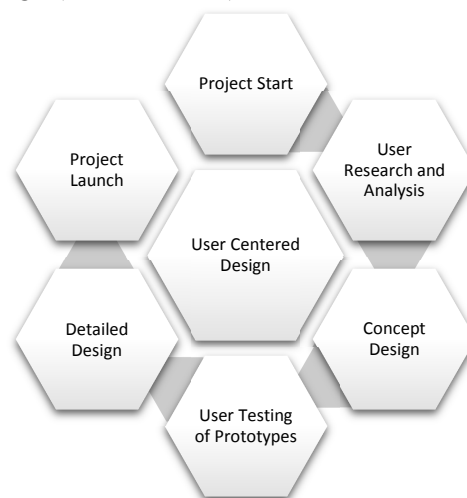 Project Start
User
Research and
Analysis
Concept
Design
User Testing
of Prototypes
Detailed
Design
Project
Launch
User Centered
Design